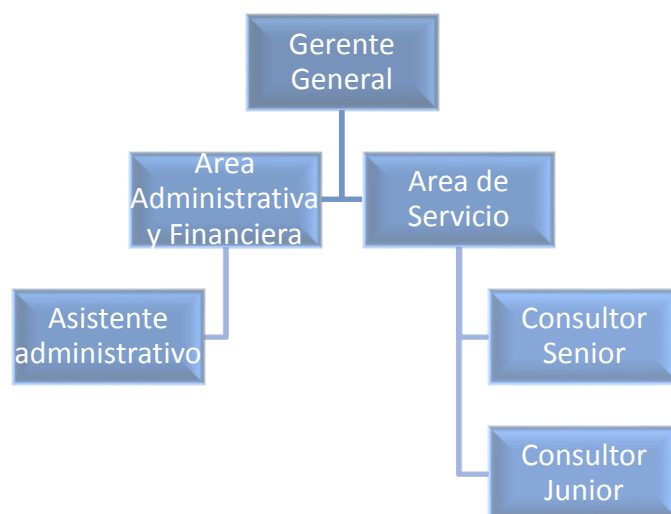 Gerente
General
Area
Administrativa
y Financiera
Area de
Servicio
Asistente
administrativo
Consultor
Senior
Consultor
Junior